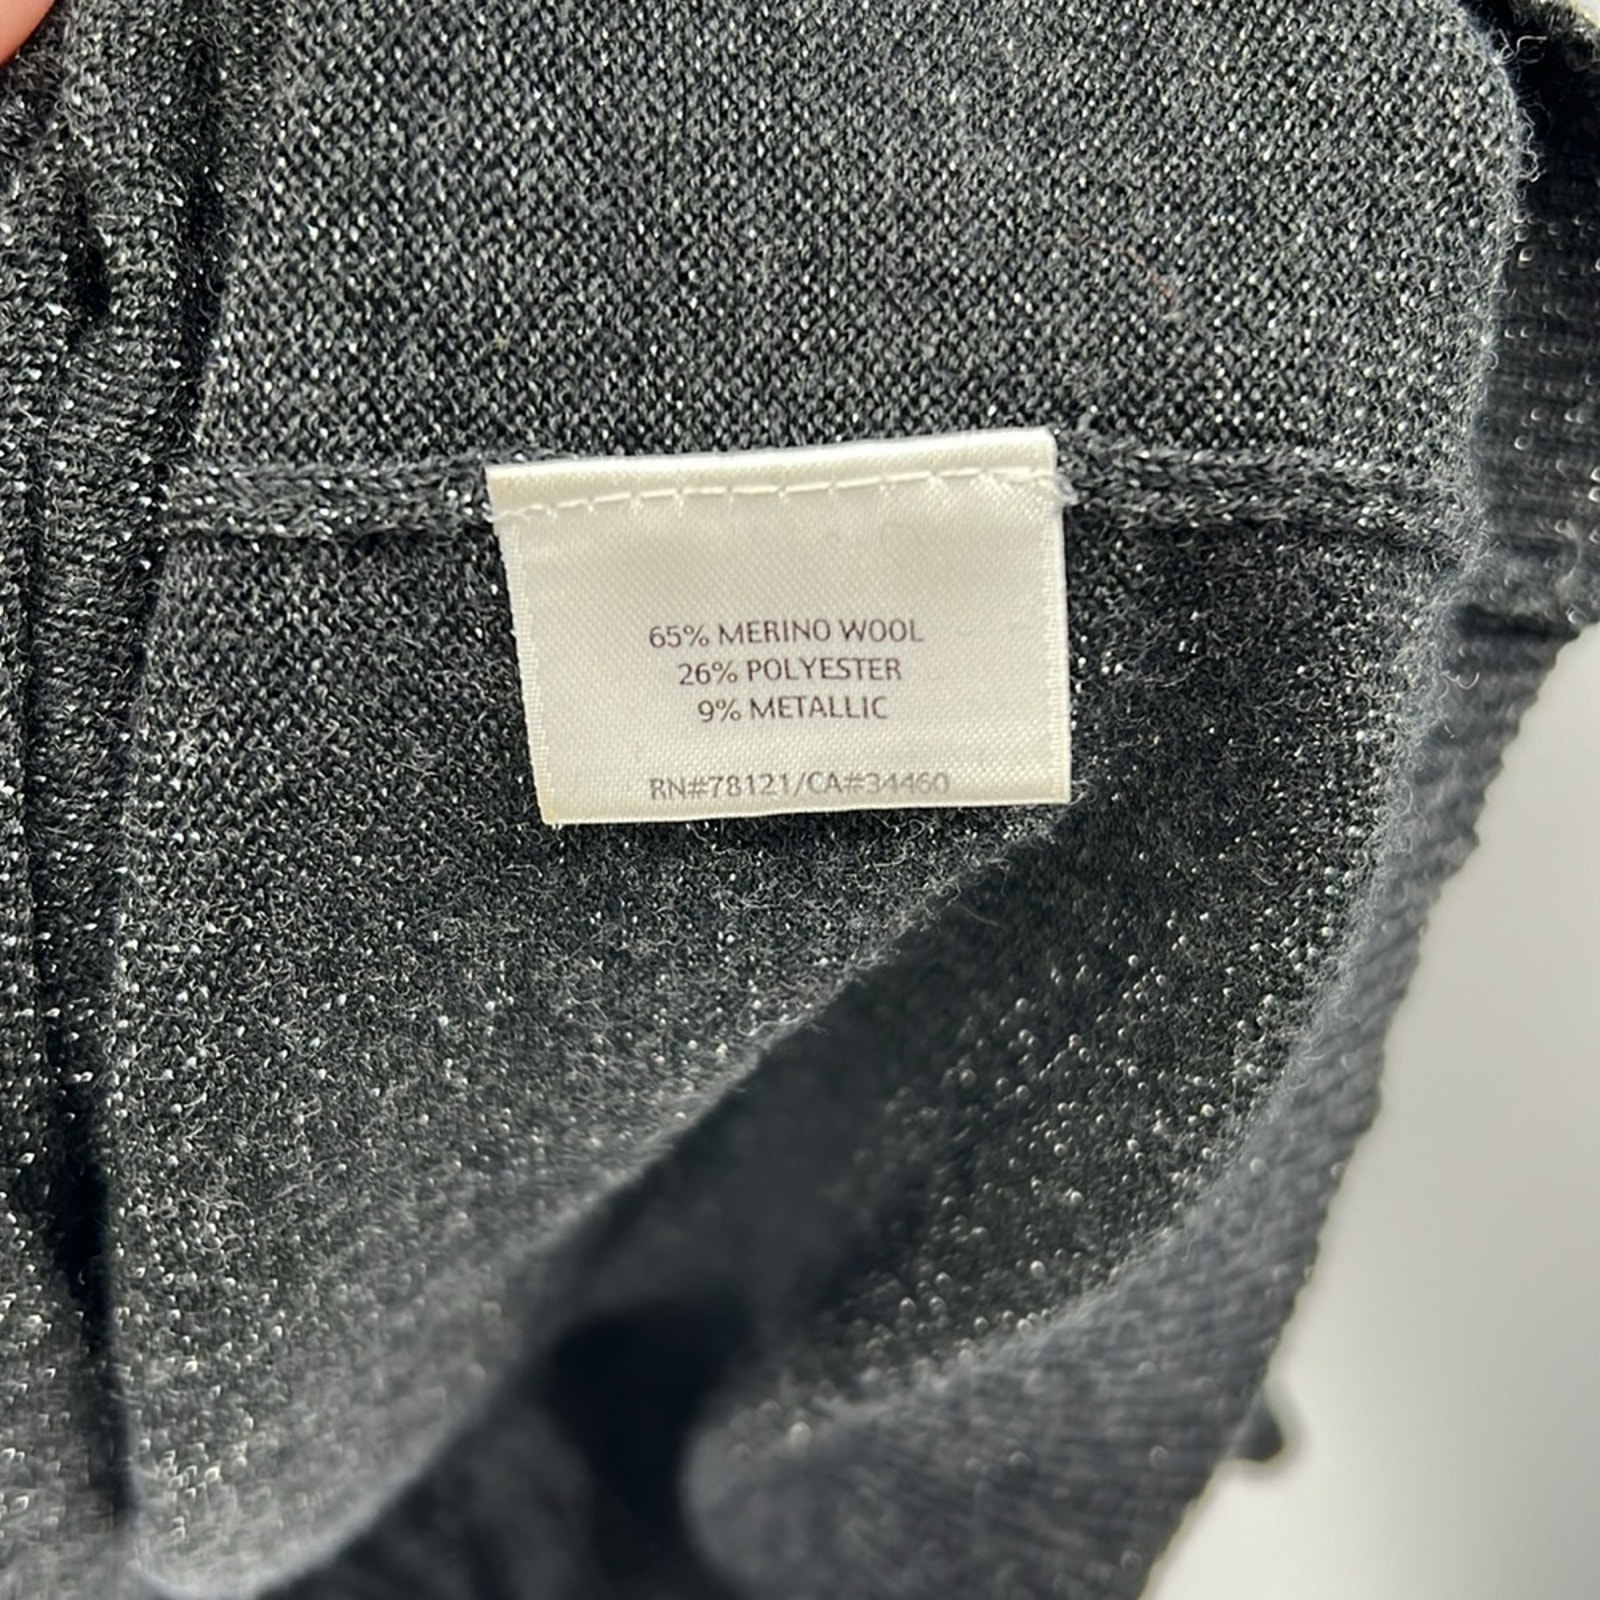 65% MERINO WOOL
26% POLYESTER
9% METALLIC
RN#78121/CA#34460